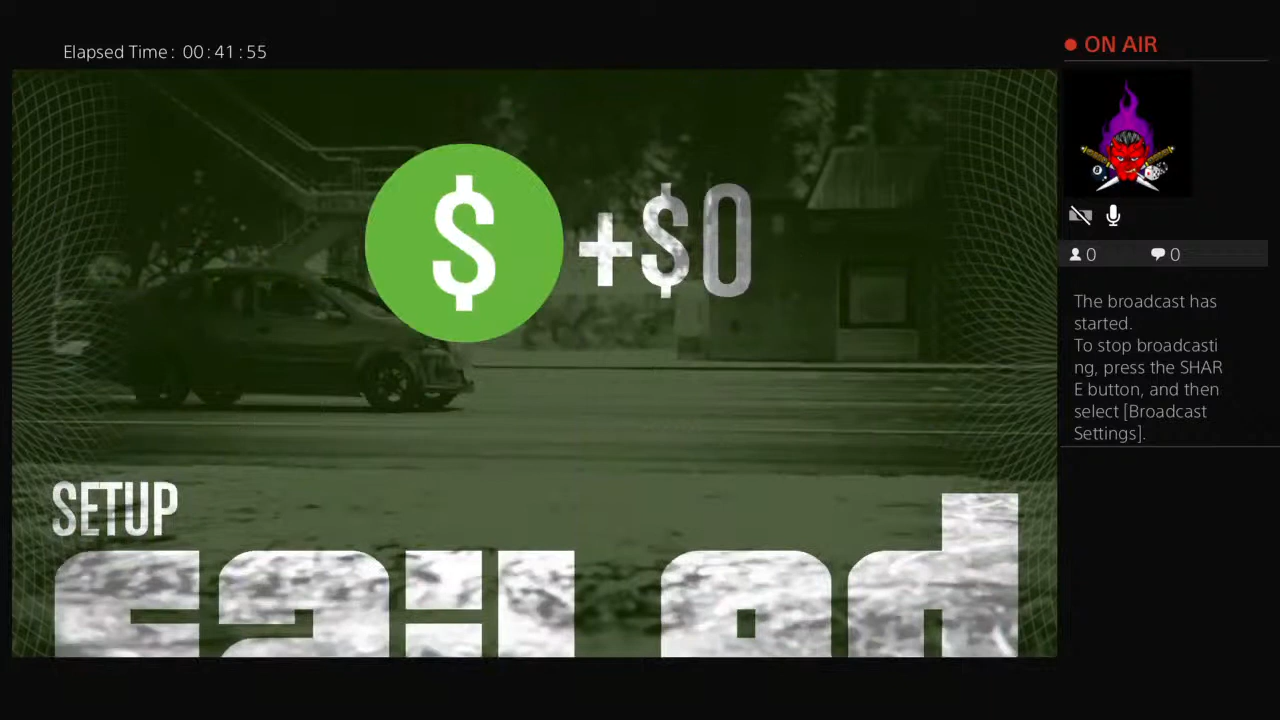 Elapsed Time: 00:41:55
ON AIR
$ +$0
0 0
The broadcast has
started.
To stop broadcasti
ng, press the SHAR
E button, and then
select [Broadcast
Settings].
SETUP
failed